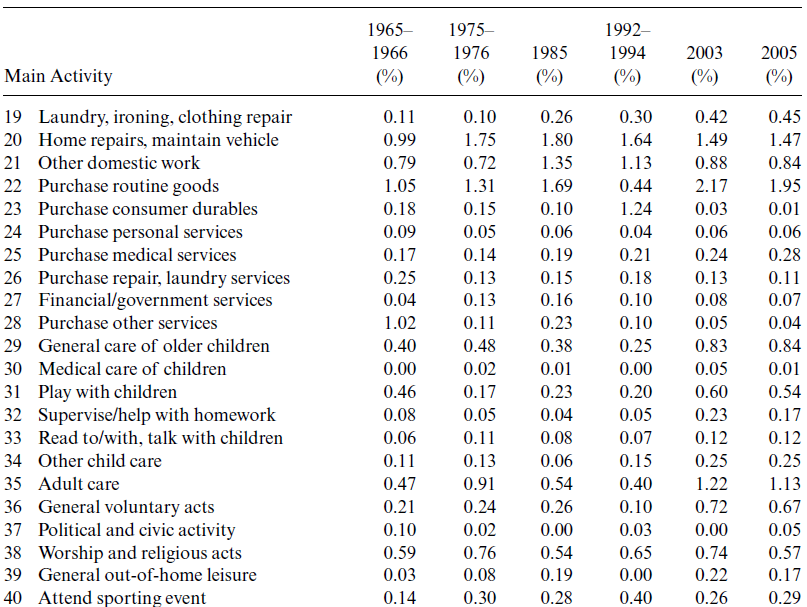 1965– 1975– 1992–
1966 1976 1985 1994 2003 2005
Main Activity (%) (%) (%) (%) (%) (%)
19 Laundry, ironing, clothing repair 0.11 0.10 0.26 0.30 0.42 0.45
20 Home repairs, maintain vehicle 0.99 1.75 1.80 1.64 1.49 1.47
21 Other domestic work 0.79 0.72 1.35 1.13 0.88 0.84
22 Purchase routine goods 1.05 1.31 1.69 0.44 2.17 1.95
23 Purchase consumer durables 0.18 0.15 0.10 1.24 0.03 0.01
24 Purchase personal services 0.09 0.05 0.06 0.04 0.06 0.06
25 Purchase medical services 0.17 0.14 0.19 0.21 0.24 0.28
26 Purchase repair, laundry services 0.25 0.13 0.15 0.18 0.13 0.11
27 Financial/government services 0.04 0.13 0.16 0.10 0.08 0.07
28 Purchase other services 1.02 0.11 0.23 0.10 0.05 0.04
29 General care of older children 0.40 0.48 0.38 0.25 0.83 0.84
30 Medical care of children 0.00 0.02 0.01 0.00 0.05 0.01
31 Play with children 0.46 0.17 0.23 0.20 0.60 0.54
32 Supervise/help with homework 0.08 0.05 0.04 0.05 0.23 0.17
33 Read to/with, talk with children 0.06 0.11 0.08 0.07 0.12 0.12
34 Other child care 0.11 0.13 0.06 0.15 0.25 0.25
35 Adult care 0.47 0.91 0.54 0.40 1.22 1.13
36 General voluntary acts 0.21 0.24 0.26 0.10 0.72 0.67
37 Political and civic activity 0.10 0.02 0.00 0.03 0.00 0.05
38 Worship and religious acts 0.59 0.76 0.54 0.65 0.74 0.57
39 General out-of-home leisure 0.03 0.08 0.19 0.00 0.22 0.17
40 Attend sporting event 0.14 0.30 0.28 0.40 0.26 0.29